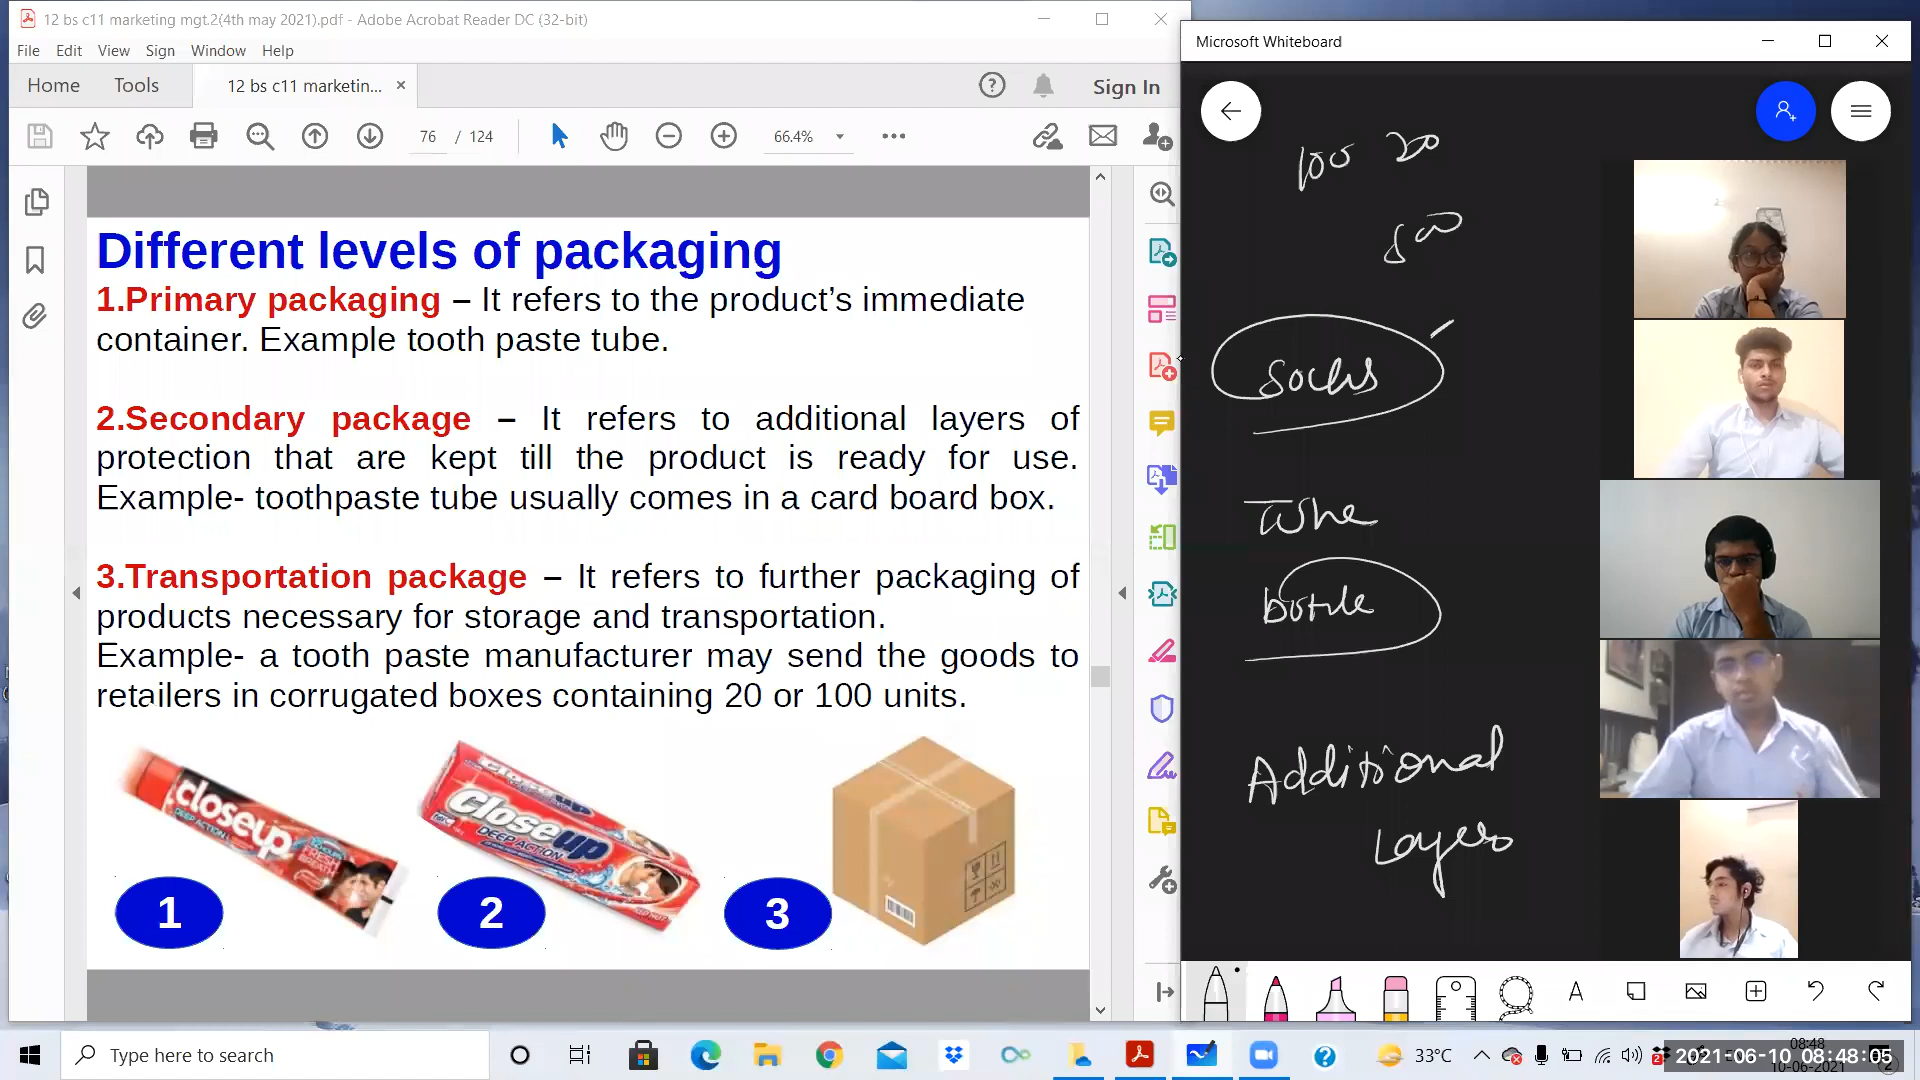 12 bs c11 marketing mgt.2(4th may 2021).pdf - Adobe Acrobat Reader DC (32-bit)
File Edit View Sign Window Help
Home Tools 12 bs c11 marketin... × Sign In
76 / 124 66.4%
Different levels of packaging
1.Primary packaging – It refers to the product’s immediate
container. Example tooth paste tube.
2.Secondary package – It refers to additional layers of
protection that are kept till the product is ready for use.
Example- toothpaste tube usually comes in a card board box.
3.Transportation package – It refers to further packaging of
products necessary for storage and transportation.
Example- a tooth paste manufacturer may send the goods to
retailers in corrugated boxes containing 20 or 100 units.
closeup
DEEP ACTION
FRESH
BREATH
Closeup
DEEP ACTION
1
2
3
Microsoft Whiteboard
100 20
500
Socks
bottle
Additional
Layers
Type here to search
33°C
08:48
10-06-2021
2021-06-10 08:48:05